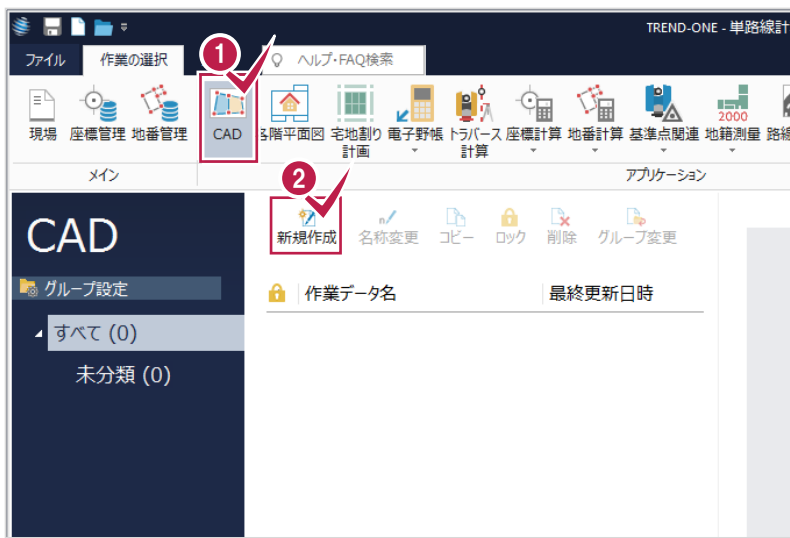 TREND-ONE - 単路線計
ファイル 作業の選択 ヘルプ・FAQ検索
1
現場 座標管理 地番管理 CAD 各階平面図 宅地割り計画 電子野帳 トラバース計算 座標計算 地番計算 基準点関連 2000 地籍測量 路線
メイン アプリケーション
2
CAD
新規作成 名称変更 コピー ロック 削除 グループ変更
グループ設定
作業データ名 最終更新日時
すべて (0)
未分類 (0)